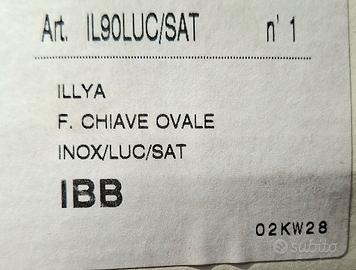 Art. IL90LUC/SAT n' 1
ILLYA
F. CHIAVE OVALE
INOX/LUC/SAT
IBB
02KW28
subito